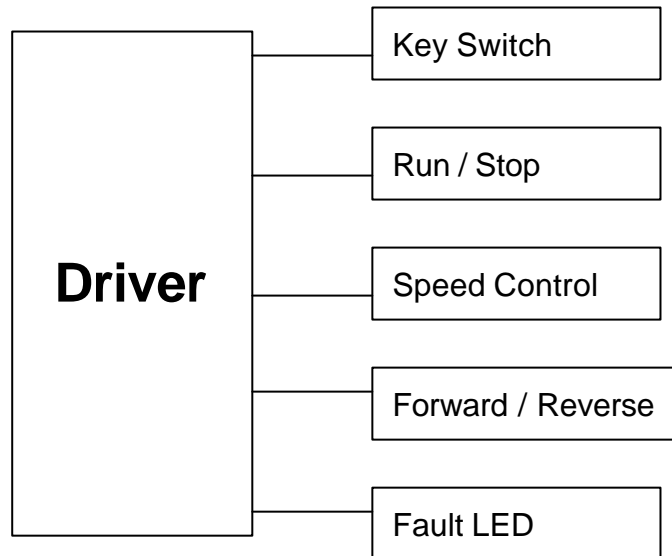 Key Switch
Run / Stop
Driver
Speed Control
Forward / Reverse
Fault LED